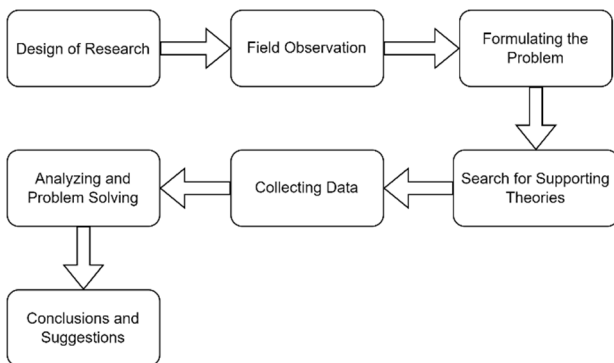 Design of Research
Field Observation
Formulating the
Problem
Search for Supporting
Theories
Collecting Data
Analyzing and
Problem Solving
Conclusions and
Suggestions